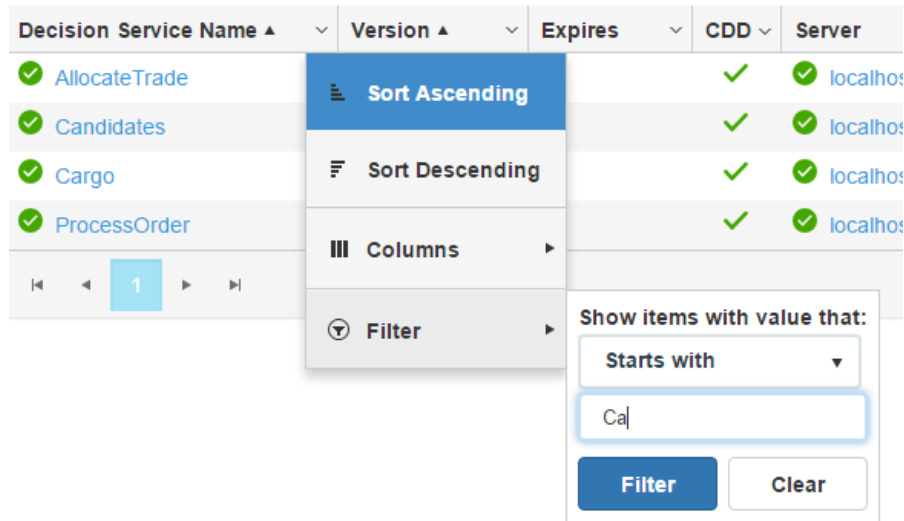 Decision Service Name Version Expires CDD Server
AllocateTrade
Candidates
Cargo
ProcessOrder
localhos
localhos
localhos
localhos
1
Sort Ascending
Sort Descending
Columns
Filter
Show items with value that:
Starts with
Ca
Filter Clear